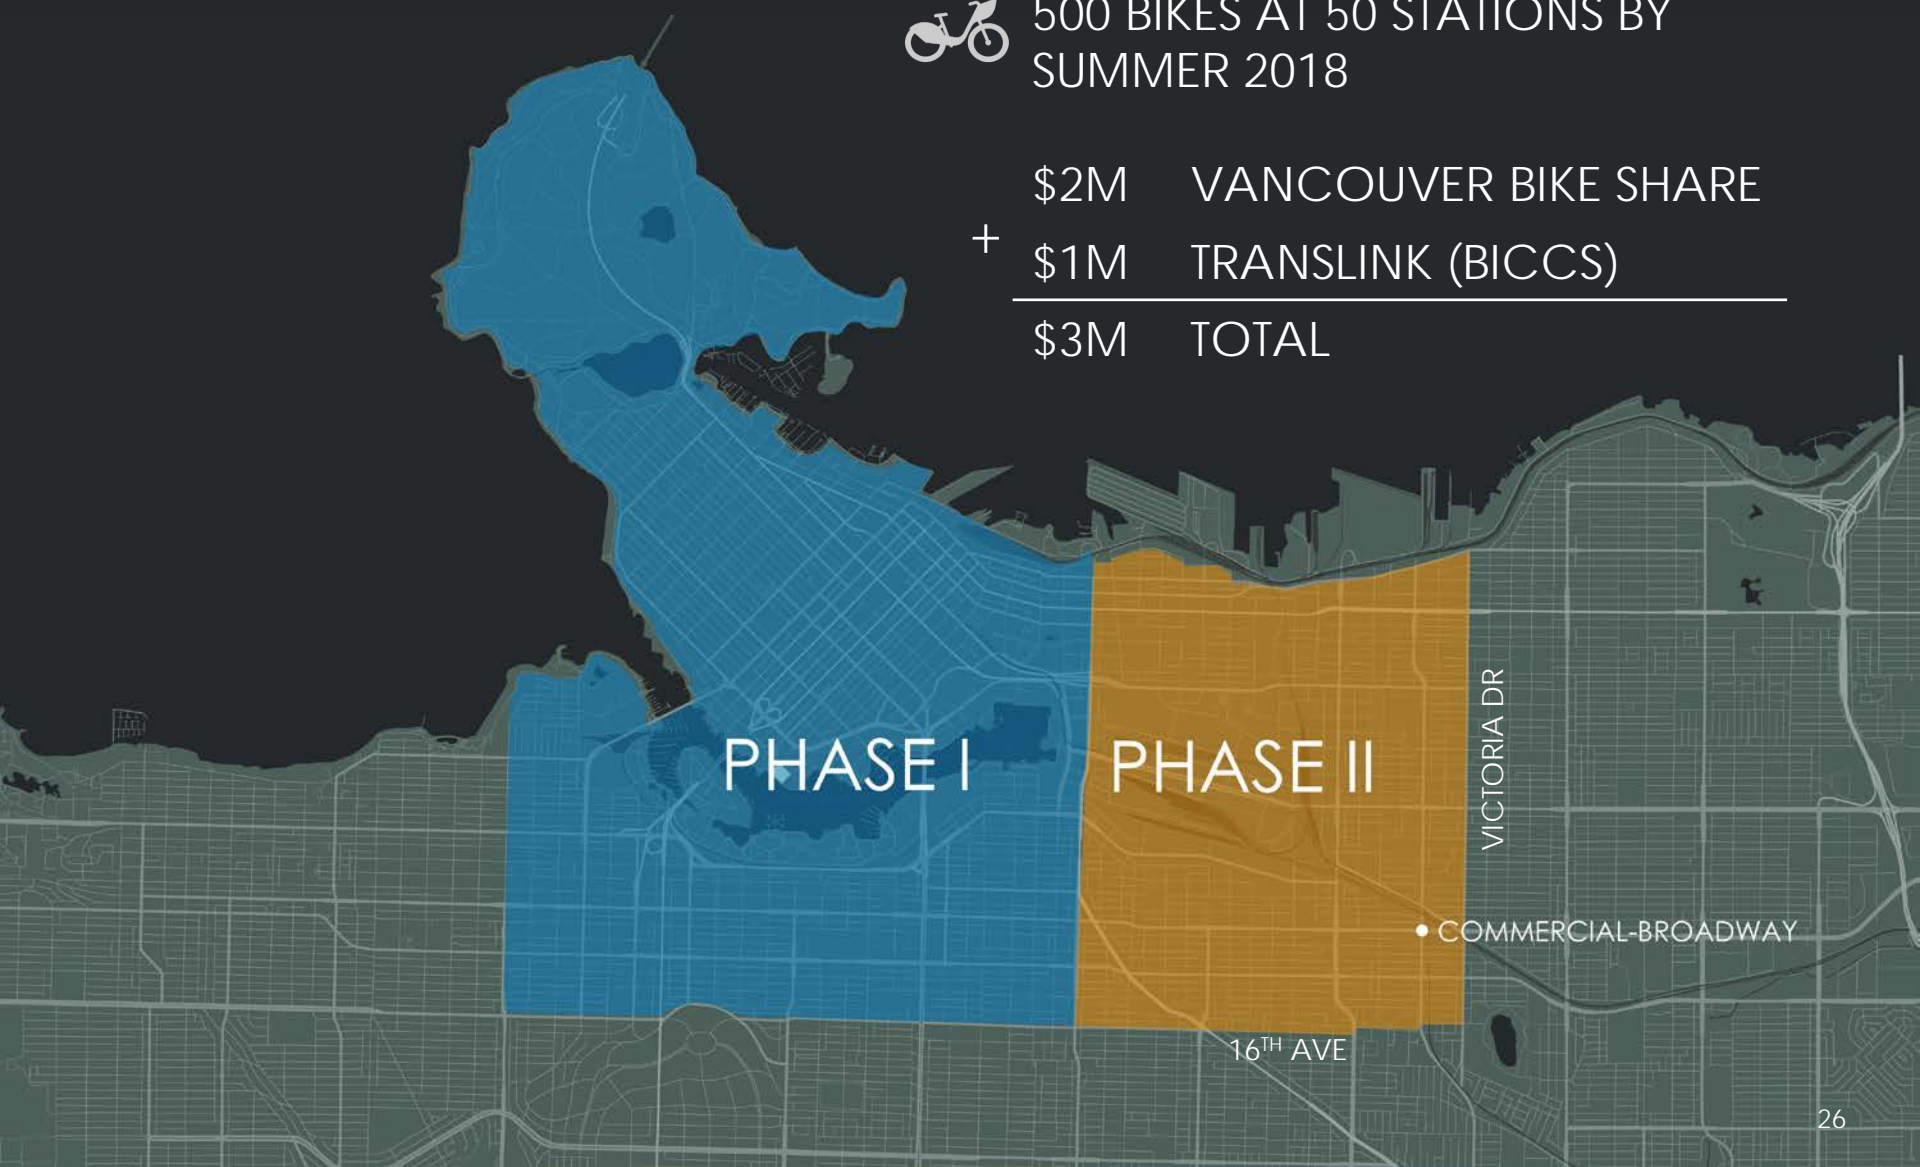 500 BIKES AT 50 STATIONS BY
SUMMER 2018
$2M VANCOUVER BIKE SHARE
+
$1M TRANSLINK (BICCS)
$3M TOTAL
PHASE I
PHASE II
VICTORIA DR
COMMERCIAL-BROADWAY
16TH AVE
26